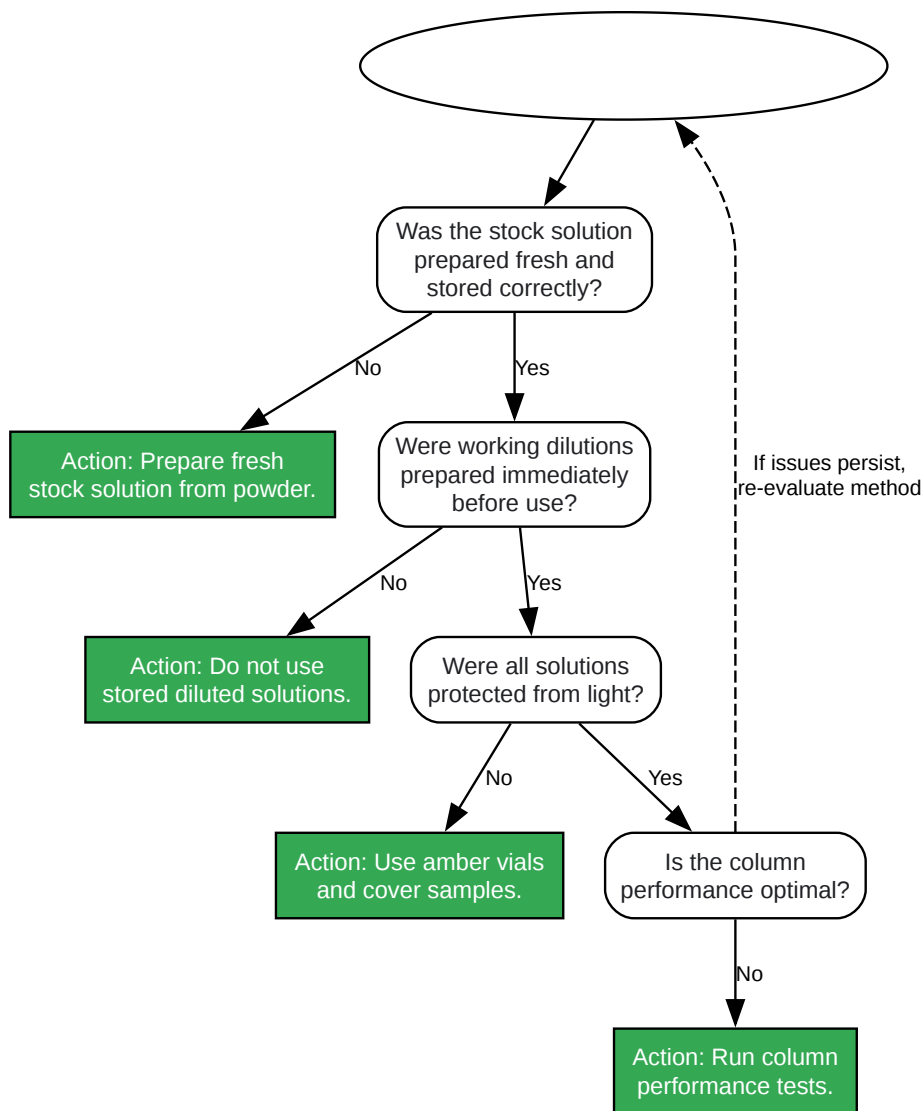 Was the stock solution
prepared fresh and
stored correctly?
No
Yes
Action: Prepare fresh
stock solution from powder.
Were working dilutions
prepared immediately
before use?
If issues persist,
re-evaluate method
No
Yes
Action: Do not use
stored diluted solutions.
Were all solutions
protected from light?
No
Yes
Action: Use amber vials
and cover samples.
Is the column
performance optimal?
No
Action: Run column
performance tests.